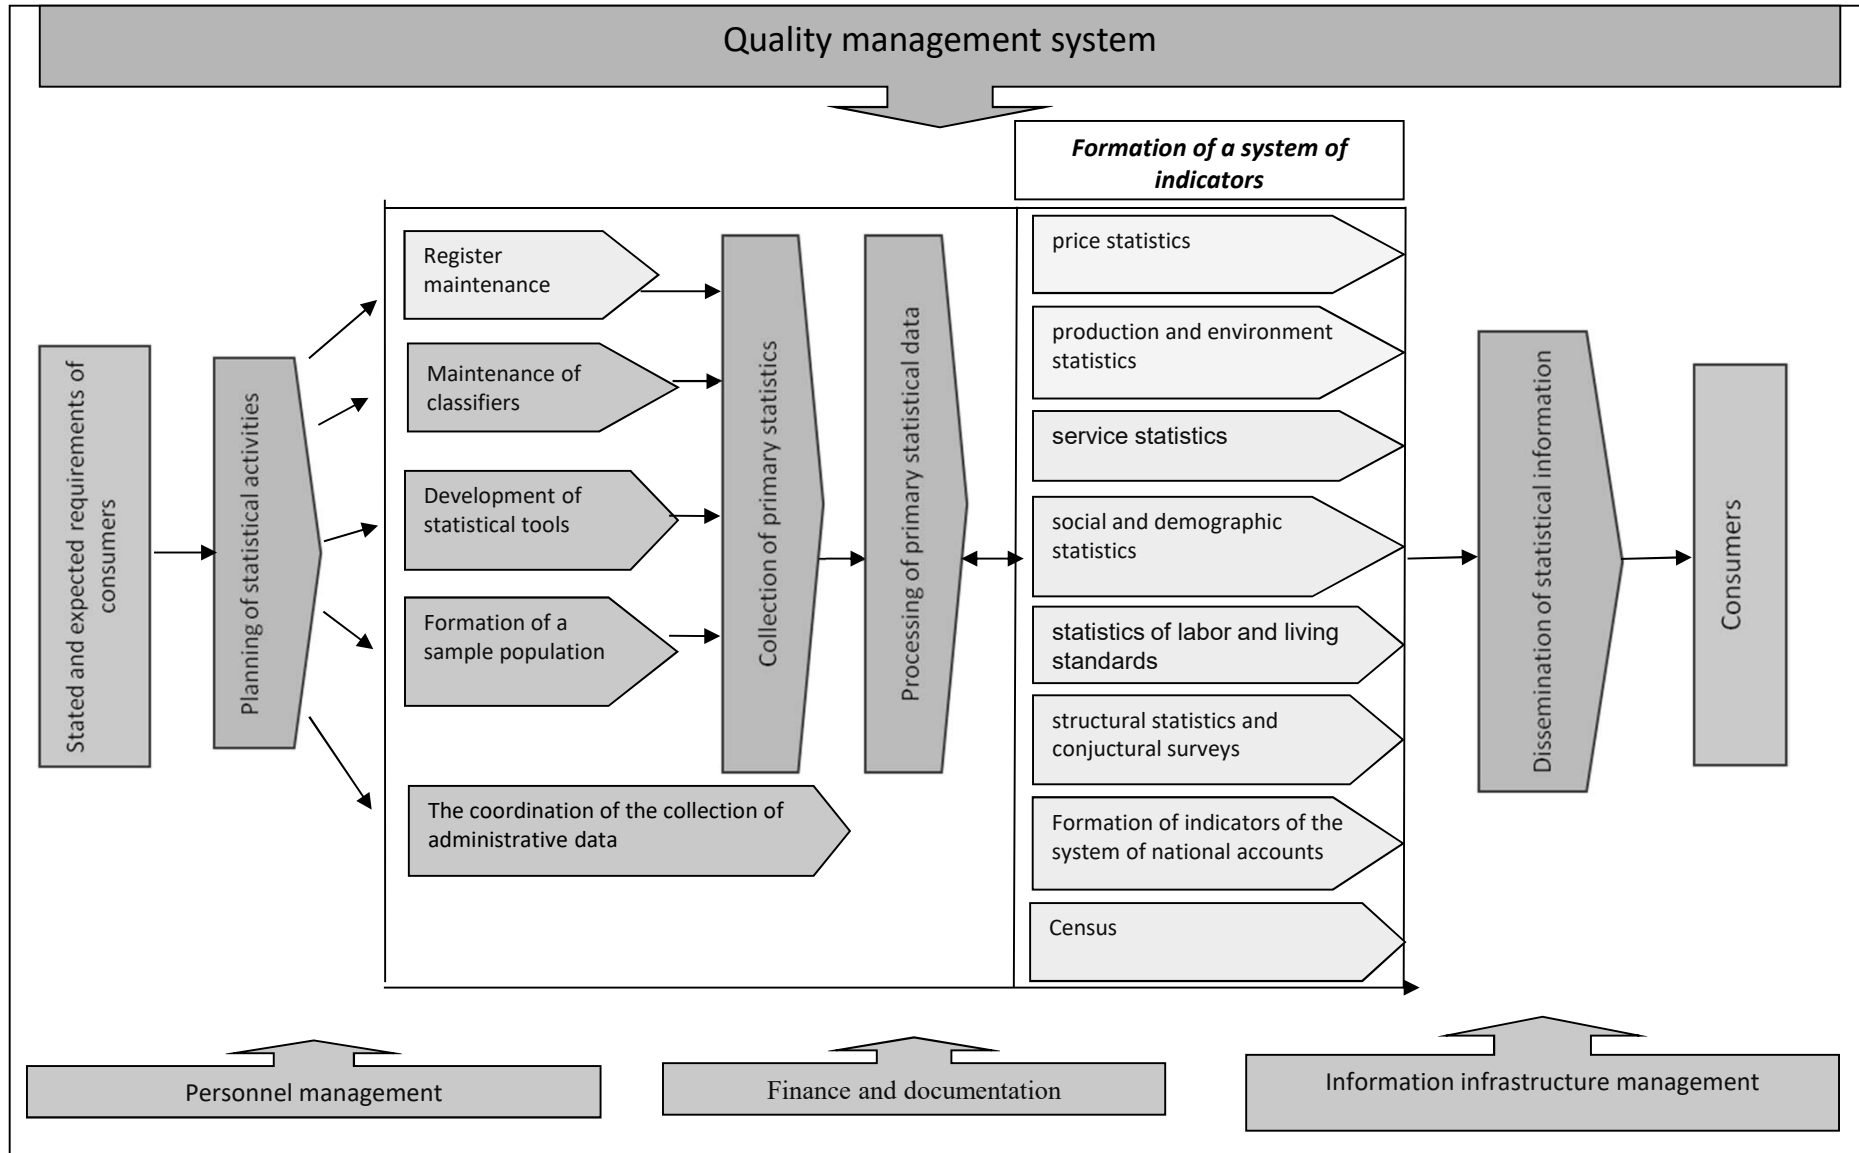 Quality management system
Formation of a system of
indicators
Stated and expected requirements of
consumers
Planning of statistical activities
Register
maintenance
Maintenance of
classifiers
Development of
statistical tools
Formation of a
sample population
The coordination of the collection of
administrative data
Collection of primary statistics
Processing of primary statistical data
price statistics
production and environment
statistics
service statistics
social and demographic
statistics
statistics of labor and living
standards
structural statistics and
conjuctural surveys
Formation of indicators of the
system of national accounts
Census
Dissemination of statistical information
Consumers
Personnel management
Finance and documentation
Information infrastructure management